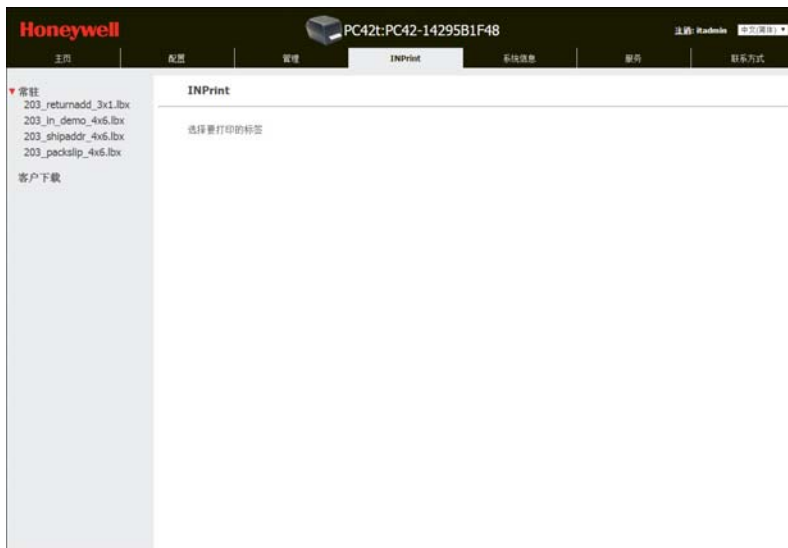 Honeywell
PC42t:PC42-14295B1F48
注销: itadmin
中文(简体)
主页
配置
管理
INPrint
系统信息
服务
联系方式
常驻
203_returnadd_3x1.lbx
203_in_demo_4x6.lbx
203_shipaddr_4x6.lbx
203_packslip_4x6.lbx
客户下载
INPrint
选择要打印的标签